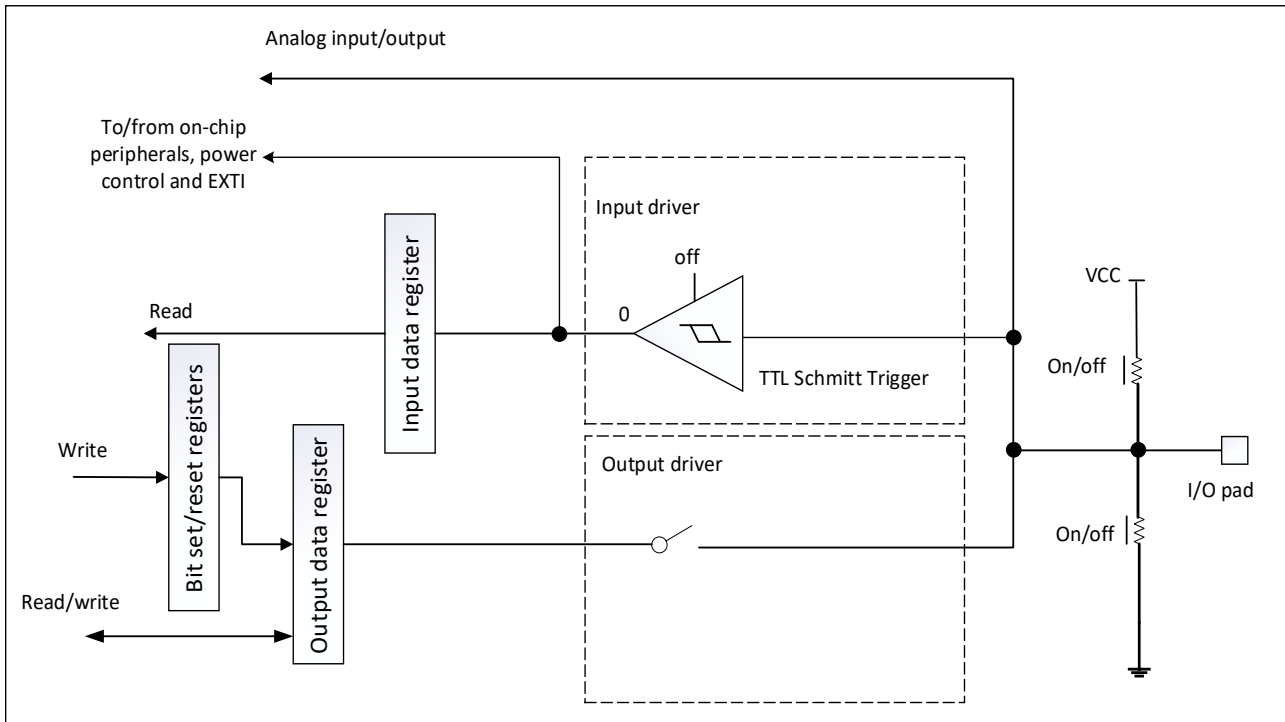 Analog input/output
To/from on-chip
peripherals, power
control and EXTI
Input driver
off
VCC
Read
0
Input data register
On/off
TTL Schmitt Trigger
Bit set/reset registers
Write
Output data register
Output driver
I/O pad
On/off
Read/write